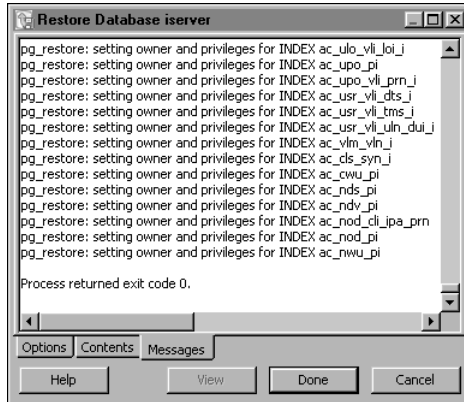 Restore Database iserver
pg_restore: setting owner and privileges for INDEX ac_ulo_vli_loi_i
pg_restore: setting owner and privileges for INDEX ac_upo_pi
pg_restore: setting owner and privileges for INDEX ac_upo_vli_prn_i
pg_restore: setting owner and privileges for INDEX ac_usr_vli_dts_i
pg_restore: setting owner and privileges for INDEX ac_usr_vli_tms_i
pg_restore: setting owner and privileges for INDEX ac_usr_vli_uln_dui_i
pg_restore: setting owner and privileges for INDEX ac_vlm_vln_i
pg_restore: setting owner and privileges for INDEX ac_cls_syn_i
pg_restore: setting owner and privileges for INDEX ac_cwu_pi
pg_restore: setting owner and privileges for INDEX ac_nds_pi
pg_restore: setting owner and privileges for INDEX ac_ndv_pi
pg_restore: setting owner and privileges for INDEX ac_nod_cli_ipa_prn
pg_restore: setting owner and privileges for INDEX ac_nod_pi
pg_restore: setting owner and privileges for INDEX ac_nwu_pi
Process returned exit code 0.
Options Contents Messages
Help View Done Cancel